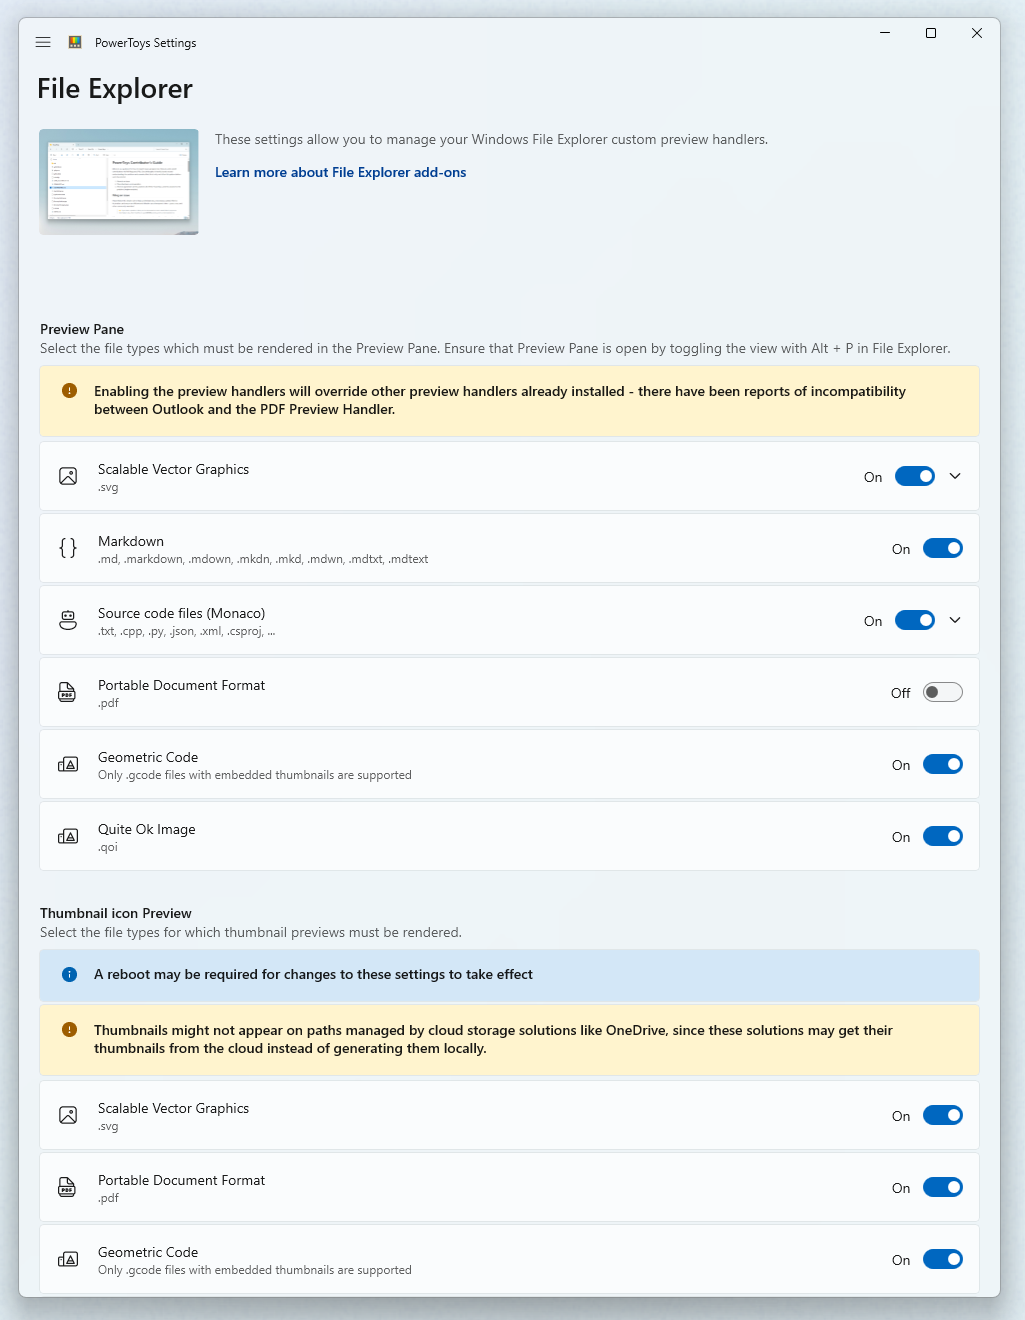 PowerToys Settings
File Explorer
These settings allow you to manage your Windows File Explorer custom preview handlers.
Learn more about File Explorer add-ons
Preview Pane
Select the file types which must be rendered in the Preview Pane. Ensure that Preview Pane is open by toggling the view with Alt + P in File Explorer.
Enabling the preview handlers will override other preview handlers already installed - there have been reports of incompatibility
between Outlook and the PDF Preview Handler.
Scalable Vector Graphics
.svg
On
Markdown
.md, .markdown, .mdown, .mkdn, .mkd, .mdwn, .mdtxt, .mdtext
On
Source code files (Monaco)
.txt, .cpp, .py, .json, .xml, .csproj, ...
On
PDF
Portable Document Format
.pdf
Off
Geometric Code
Only .gcode files with embedded thumbnails are supported
On
Quite Ok Image
.qoi
On
Thumbnail icon Preview
Select the file types for which thumbnail previews must be rendered.
A reboot may be required for changes to these settings to take effect
Thumbnails might not appear on paths managed by cloud storage solutions like OneDrive, since these solutions may get their
thumbnails from the cloud instead of generating them locally.
Scalable Vector Graphics
.svg
On
PDF
Portable Document Format
.pdf
On
Geometric Code
Only .gcode files with embedded thumbnails are supported
On